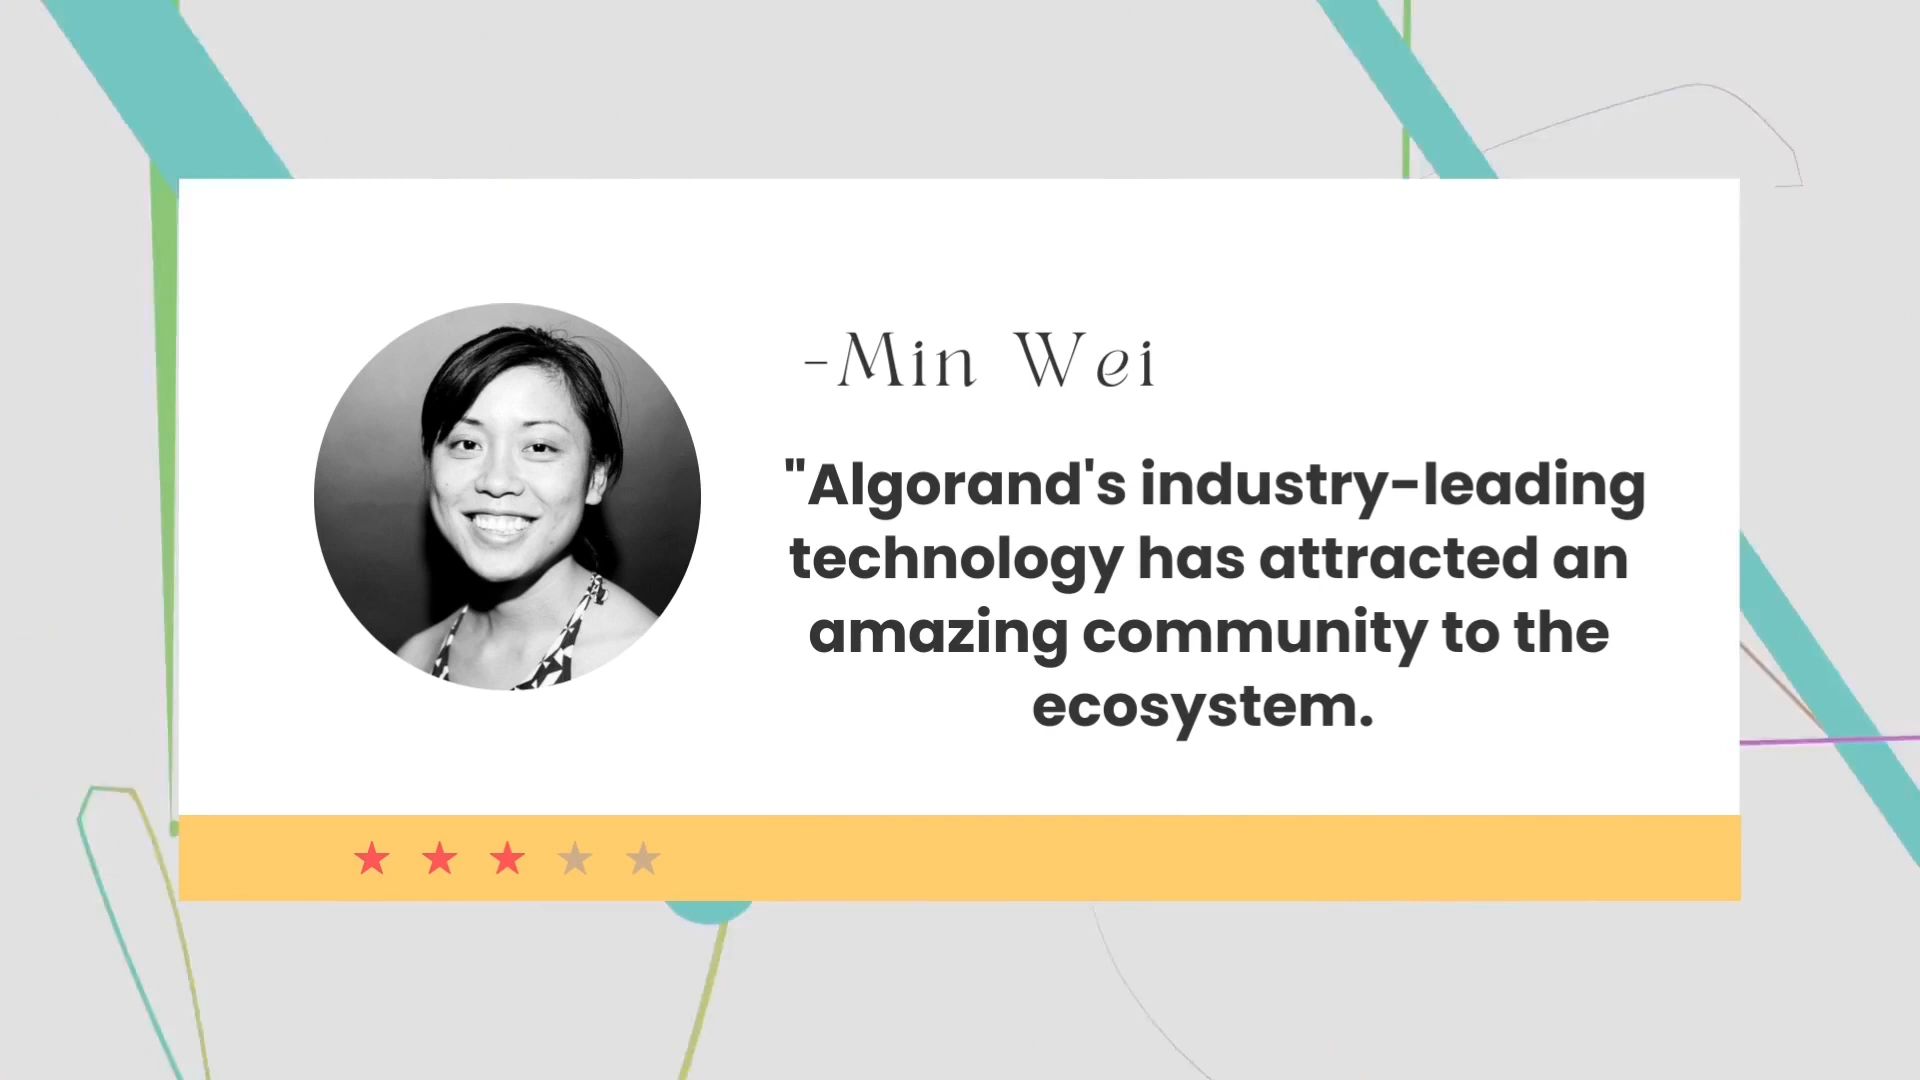 -Min Wei
"Algorand's industry-leading
technology has attracted an
amazing community to the
ecosystem.